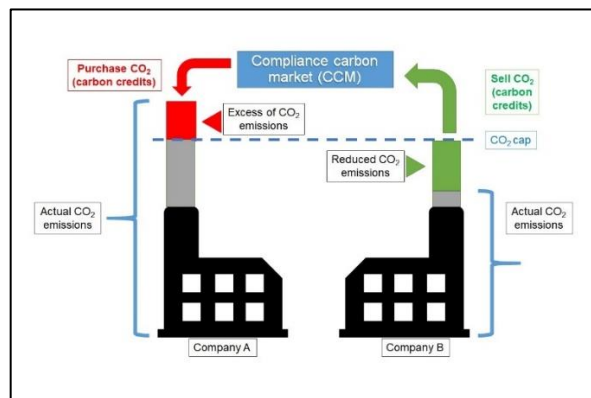 Purchase CO₂
(carbon credits)
Compliance carbon
market (CCM)
Sell CO₂
(carbon
credits)
Excess of CO₂
emissions
CO₂ cap
Reduced CO₂
emissions
Actual CO₂
emissions
Actual CO₂
emissions
Company A
Company B